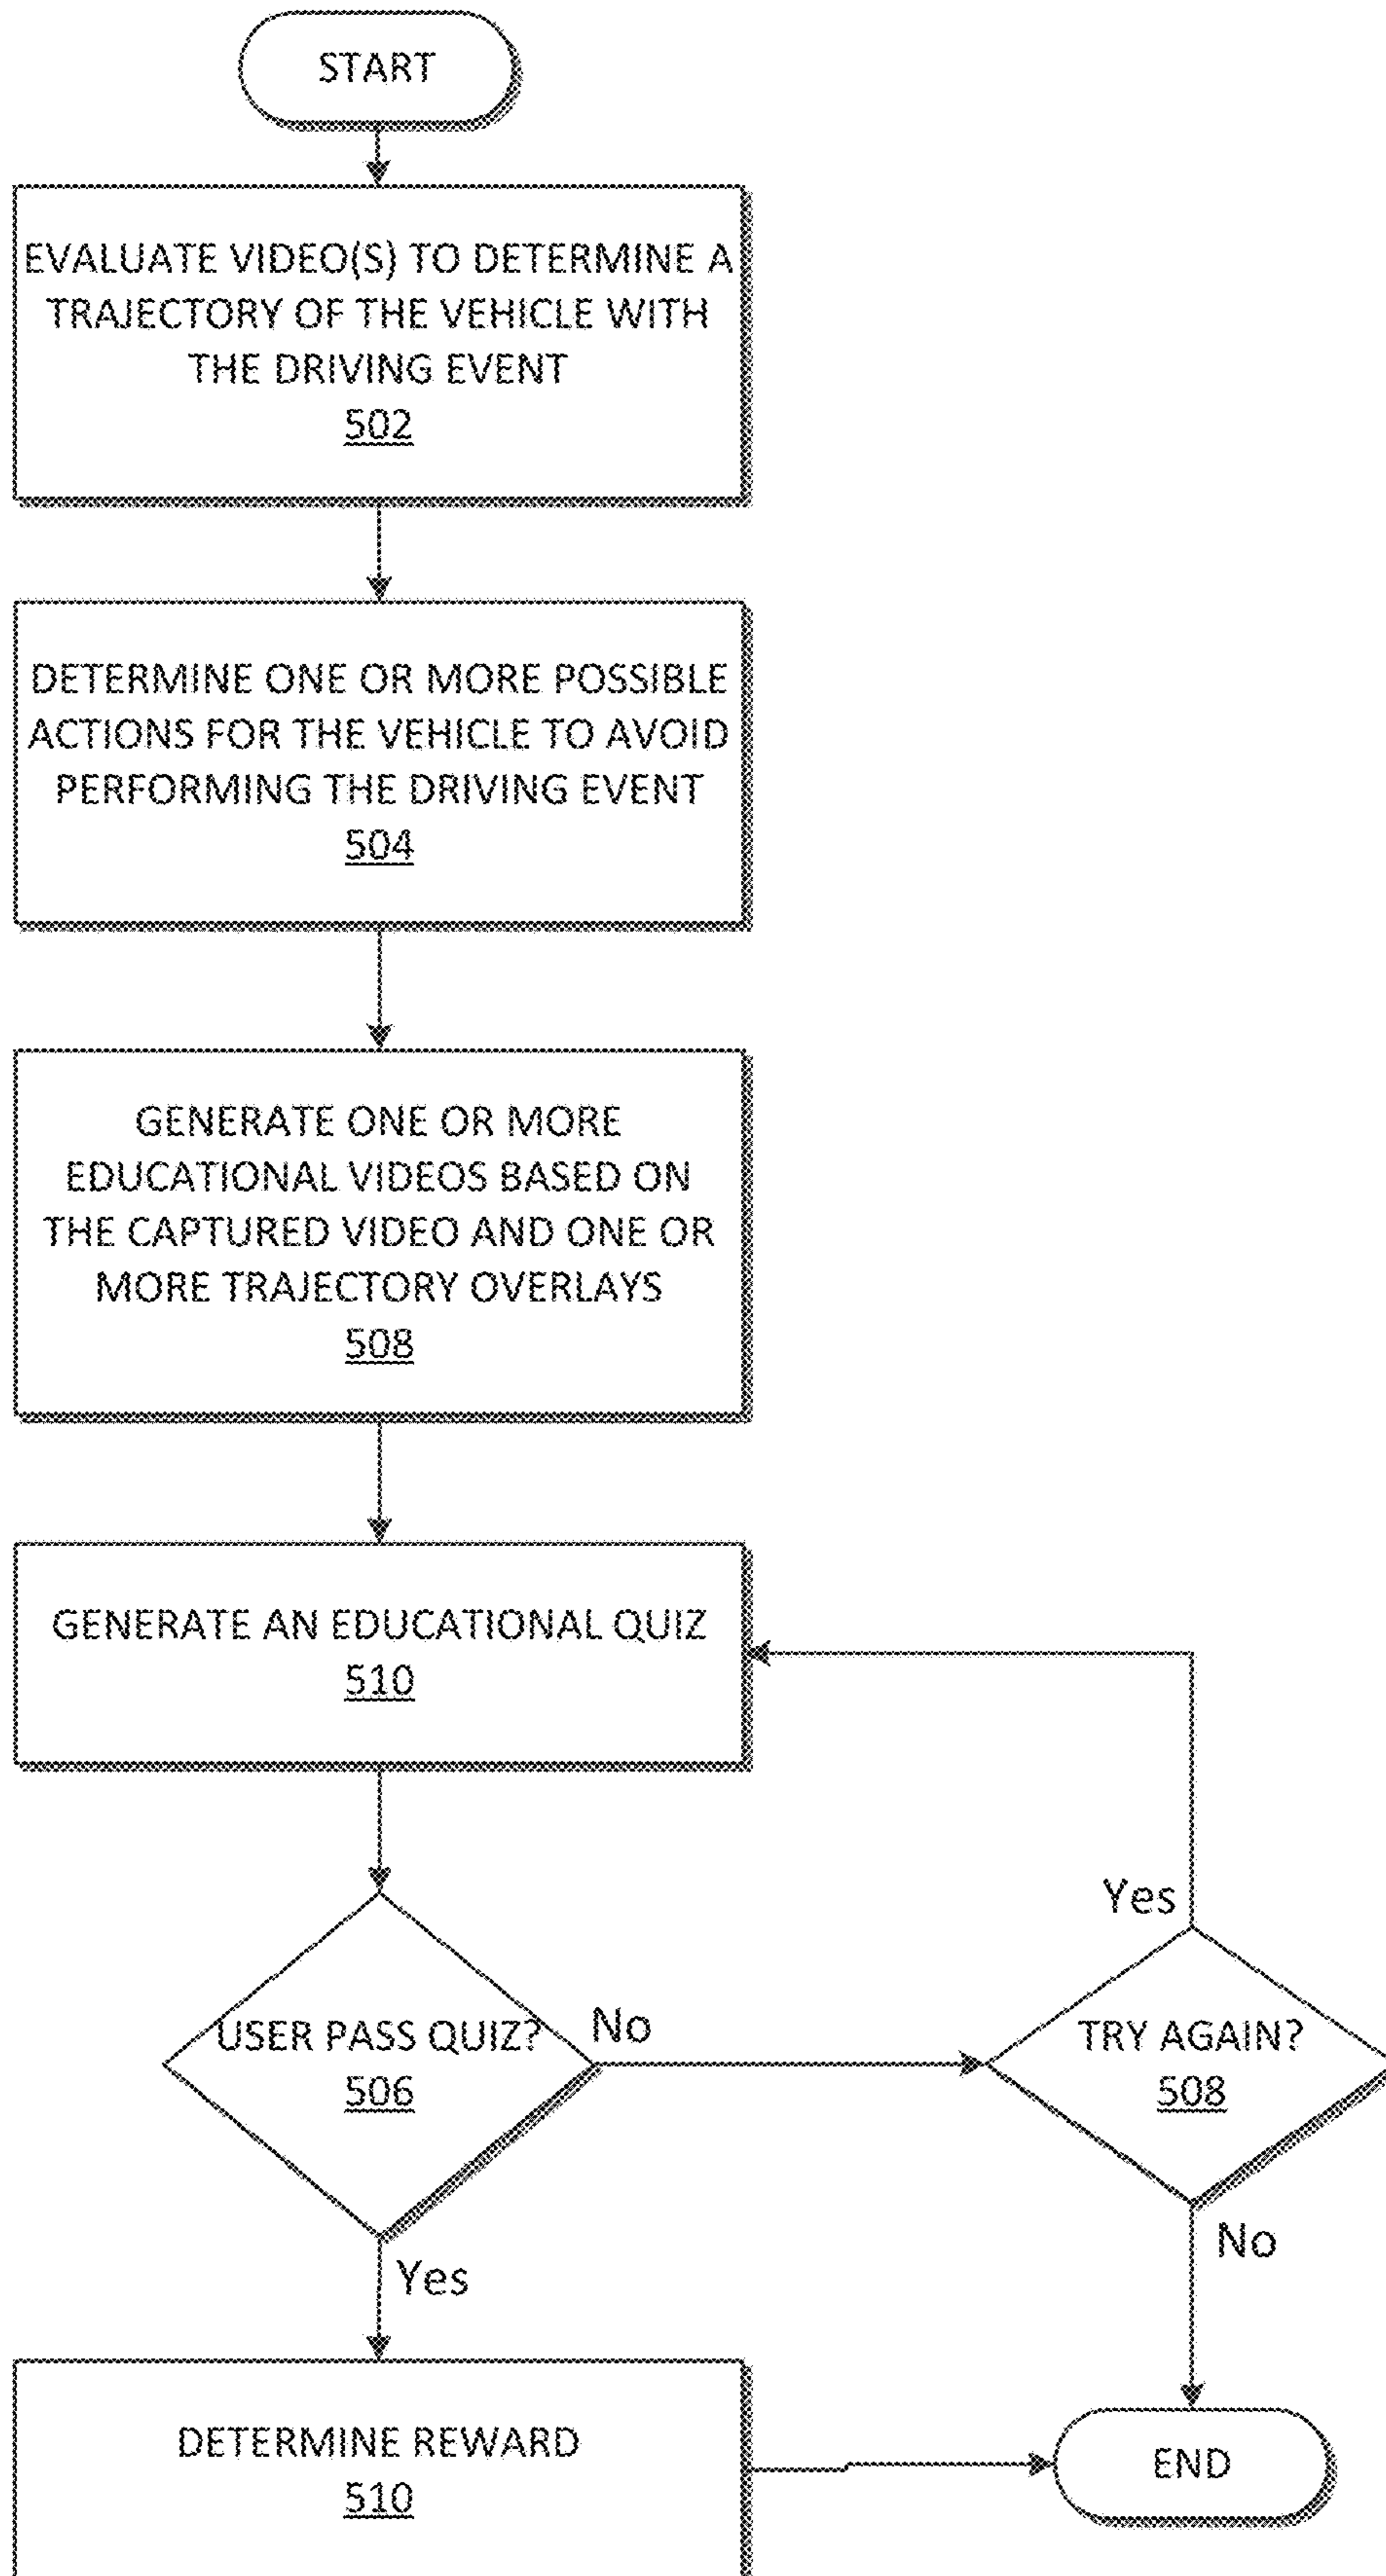 START
EVALUATE VIDEO(S) TO DETERMINE A
TRAJECTORY OF THE VEHICLE WITH
THE DRIVING EVENT
502
DETERMINE ONE OR MORE POSSIBLE
ACTIONS FOR THE VEHICLE TO AVOID
PERFORMING THE DRIVING EVENT
504
GENERATE ONE OR MORE
EDUCATIONAL VIDEOS BASED ON
THE CAPTURED VIDEO AND ONE OR
MORE TRAJECTORY OVERLAYS
508
GENERATE AN EDUCATIONAL QUIZ
510
USER PASS QUIZ?
506
No
Yes
TRY AGAIN?
508
Yes
No
DETERMINE REWARD
510
END